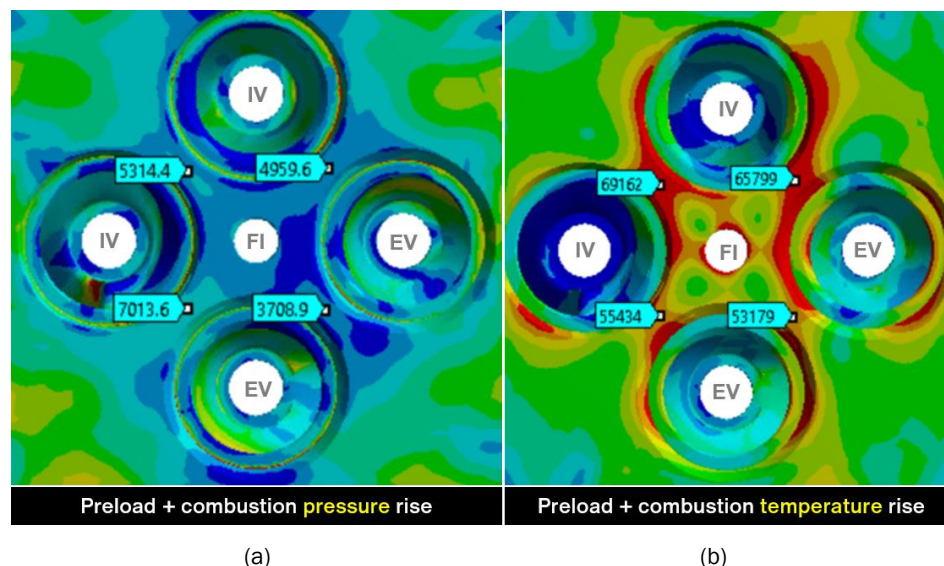 IV
IV
5314.4
4959.6
69162
65799
IV
FI
EV
IV
FI
EV
7013.6
3708.9
55434
53179
EV
EV
Preload + combustion pressure rise
Preload + combustion temperature rise
(a)
(b)